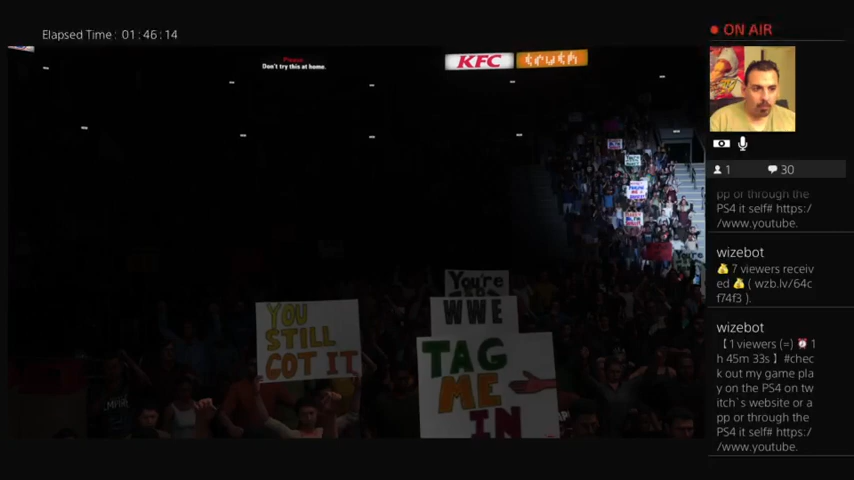 Elapsed Time : 01:46:14
ON AIR
Please
Don't try this at home.
KFC
truth
1
30
pp or through the
PS4 it self# https:/
/www.youtube.
wizebot
💰 7 viewers receiv
ed 💰 ( wzb.lv/64c
f74f3 ).
wizebot
【 1 viewers (=) ⏰ 1
h 45m 33s 】 #chec
k out my game pla
y on the PS4 on tw
itch`s website or a
pp or through the
PS4 it self# https:/
/www.youtube.
You're
WWE
YOU
STILL
GOT IT
TAG
ME
IN